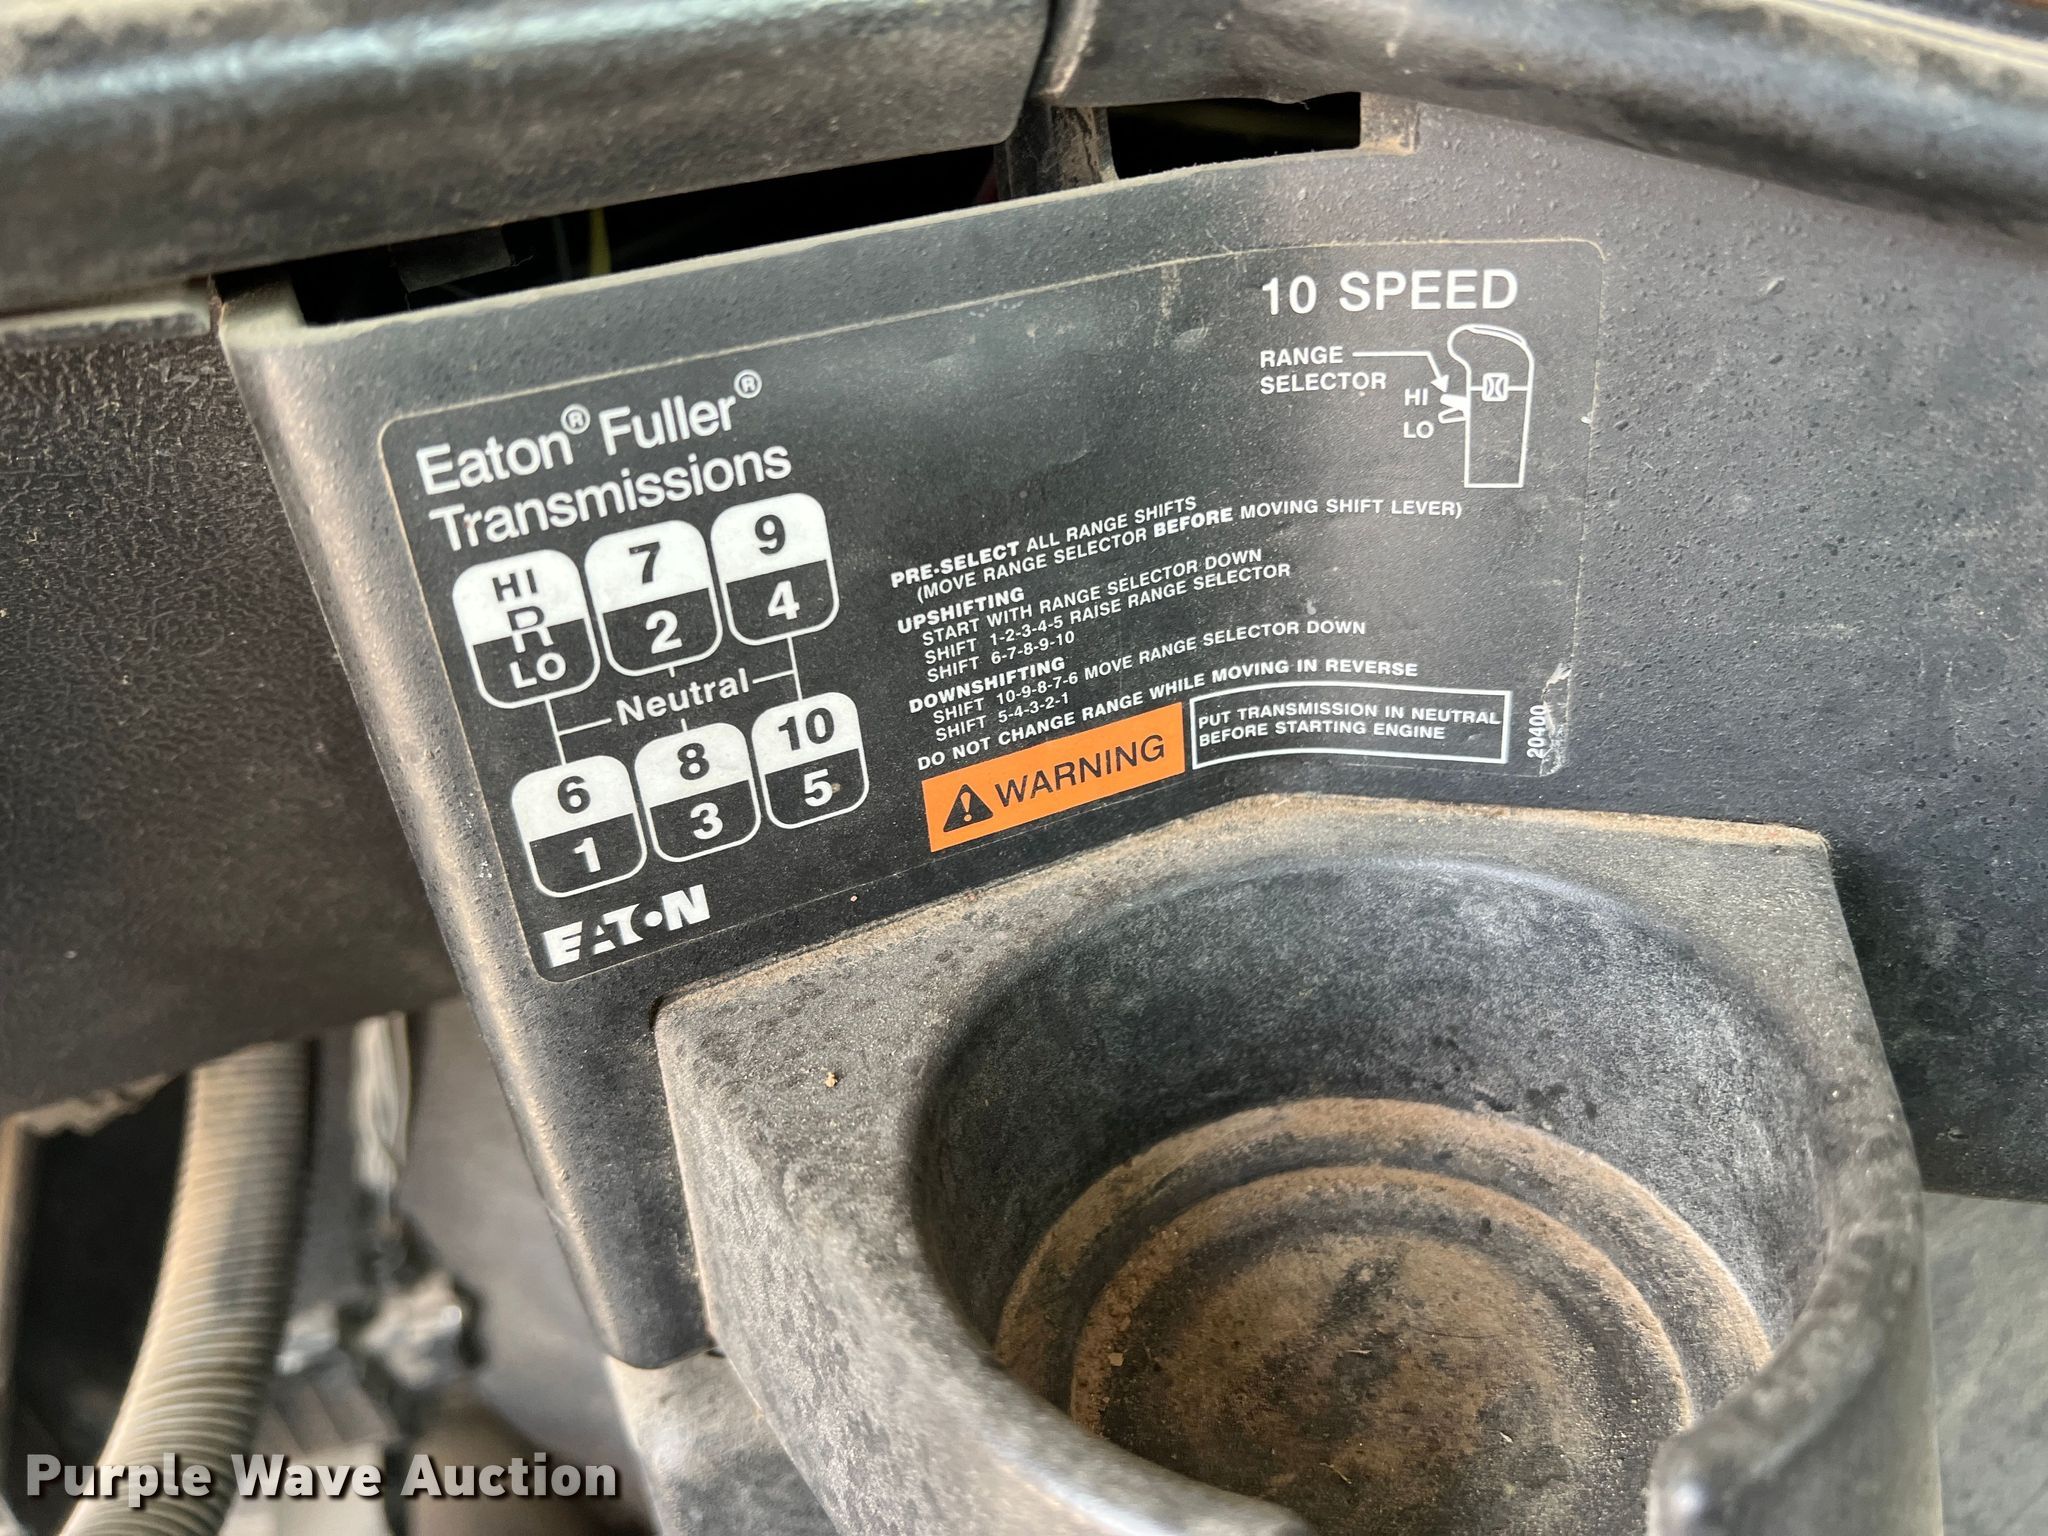 10 SPEED
RANGE
SELECTOR
HI
LO
Eaton® Fuller®
Transmissions
HI
R
LO
7
2
9
4
Neutral
6
1
8
3
10
5
EATON
PRE-SELECT ALL RANGE SHIFTS
(MOVE RANGE SELECTOR BEFORE MOVING SHIFT LEVER)
UPSHIFTING
START WITH RANGE SELECTOR DOWN
SHIFT 1-2-3-4-5 RAISE RANGE SELECTOR
SHIFT 6-7-8-9-10
DOWNSHIFTING
SHIFT 10-9-8-7-6 MOVE RANGE SELECTOR DOWN
SHIFT 5-4-3-2-1
DO NOT CHANGE RANGE WHILE MOVING IN REVERSE
WARNING
PUT TRANSMISSION IN NEUTRAL
BEFORE STARTING ENGINE
20400
Purple Wave Auction